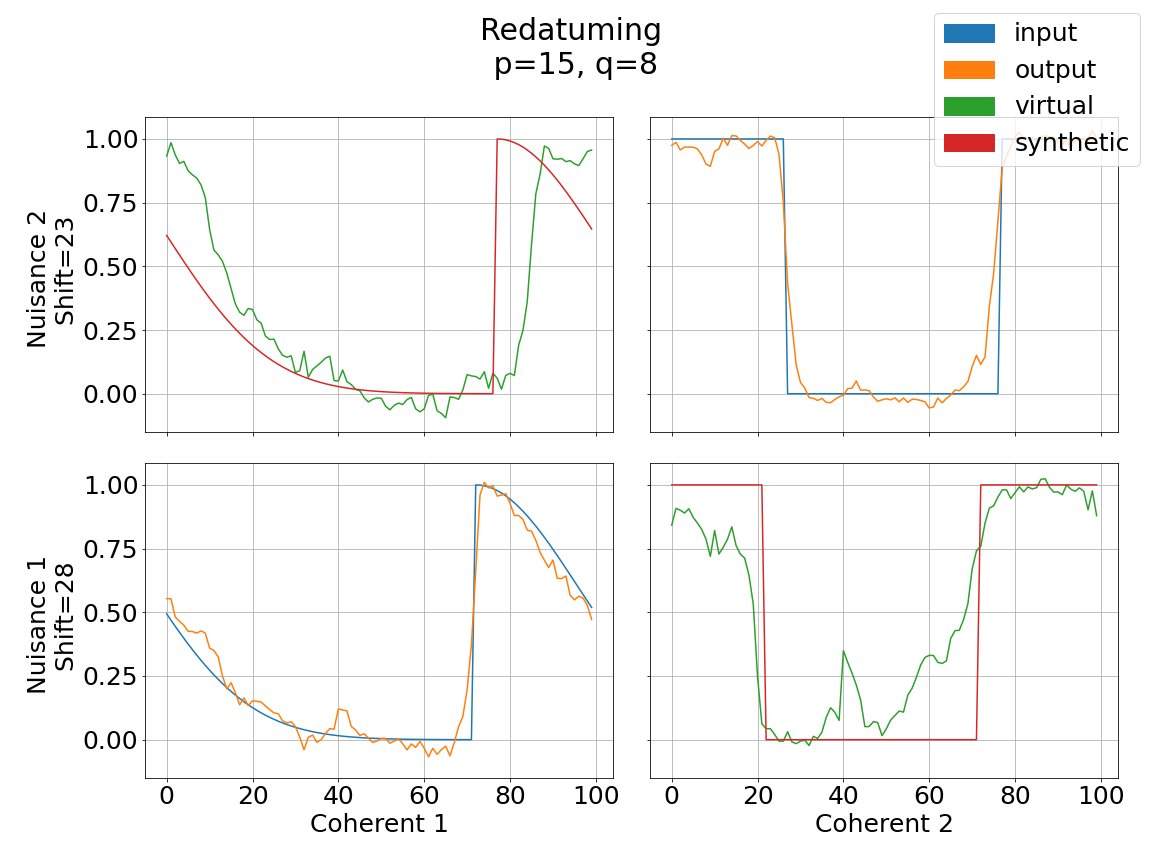 Redatuming
p=15, q=8
input
output
virtual
synthetic
Nuisance 2
Shift=23
1.00
0.75
0.50
0.25
0.00
Nuisance 1
Shift=28
1.00
0.75
0.50
0.25
0.00
0 20 40 60 80 100
0 20 40 60 80 100
Coherent 1
Coherent 2